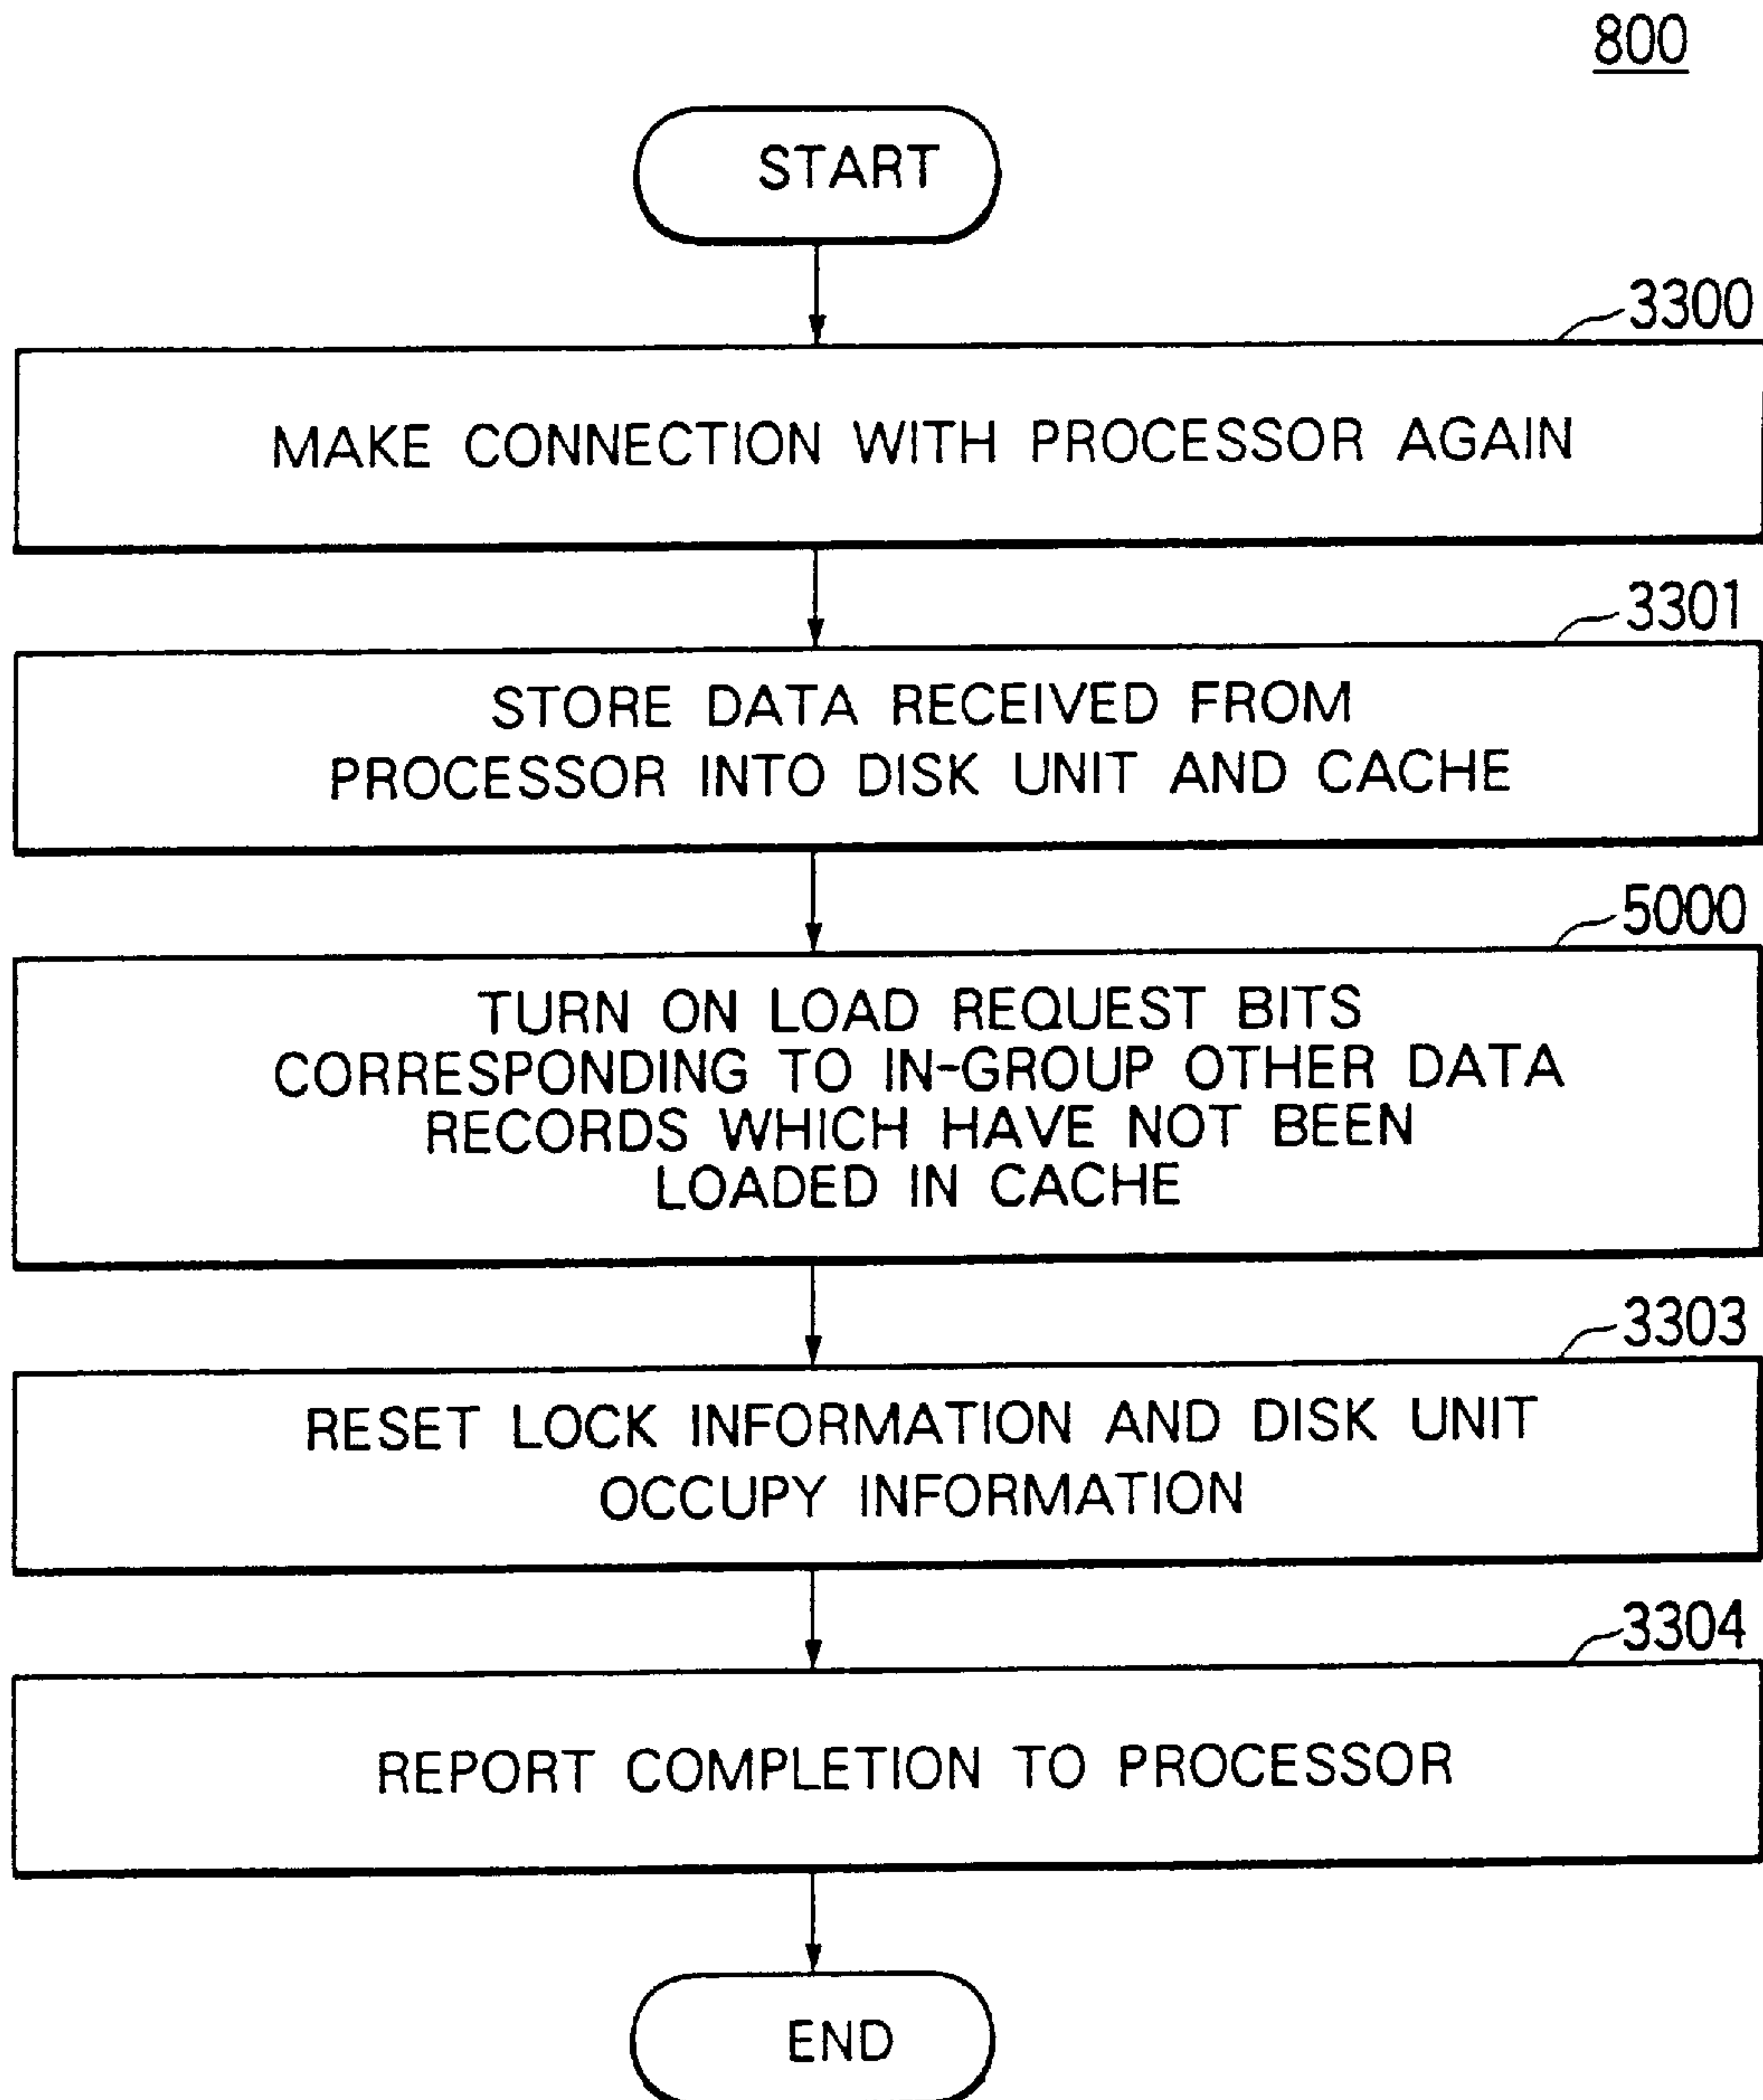 800
START
3300
MAKE CONNECTION WITH PROCESSOR AGAIN
3301
STORE DATA RECEIVED FROM
PROCESSOR INTO DISK UNIT AND CACHE
5000
TURN ON LOAD REQUEST BITS
CORRESPONDING TO IN-GROUP OTHER DATA
RECORDS WHICH HAVE NOT BEEN
LOADED IN CACHE
3303
RESET LOCK INFORMATION AND DISK UNIT
OCCUPY INFORMATION
3304
REPORT COMPLETION TO PROCESSOR
END